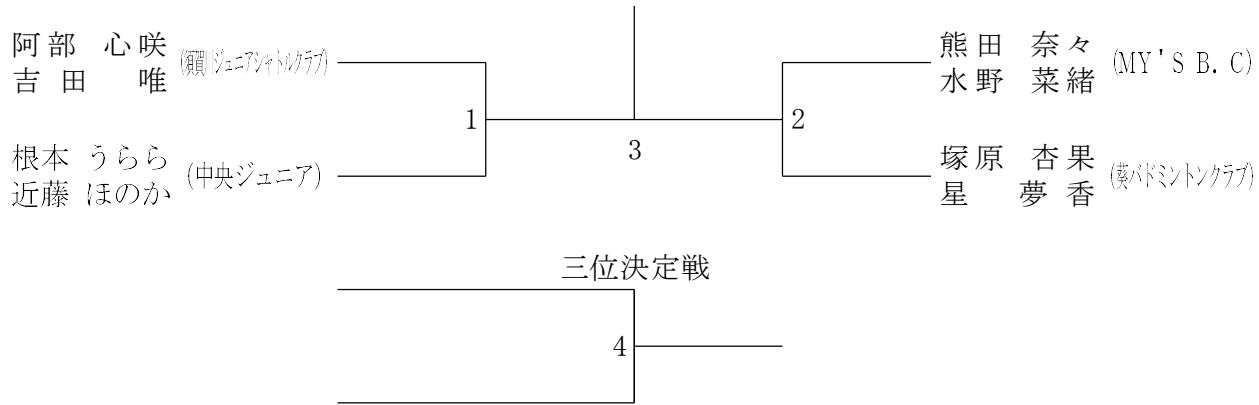 阿部 心咲
吉田 唯
(須賀川ジュニアシャトルクラブ)
1
根本 うらら
近藤 ほのか
(中央ジュニア)
3
熊田 奈々
水野 菜緒
(MY'S B. C)
2
塚原 杏果
星 夢香
(葵バドミントンクラブ)
三位決定戦
4